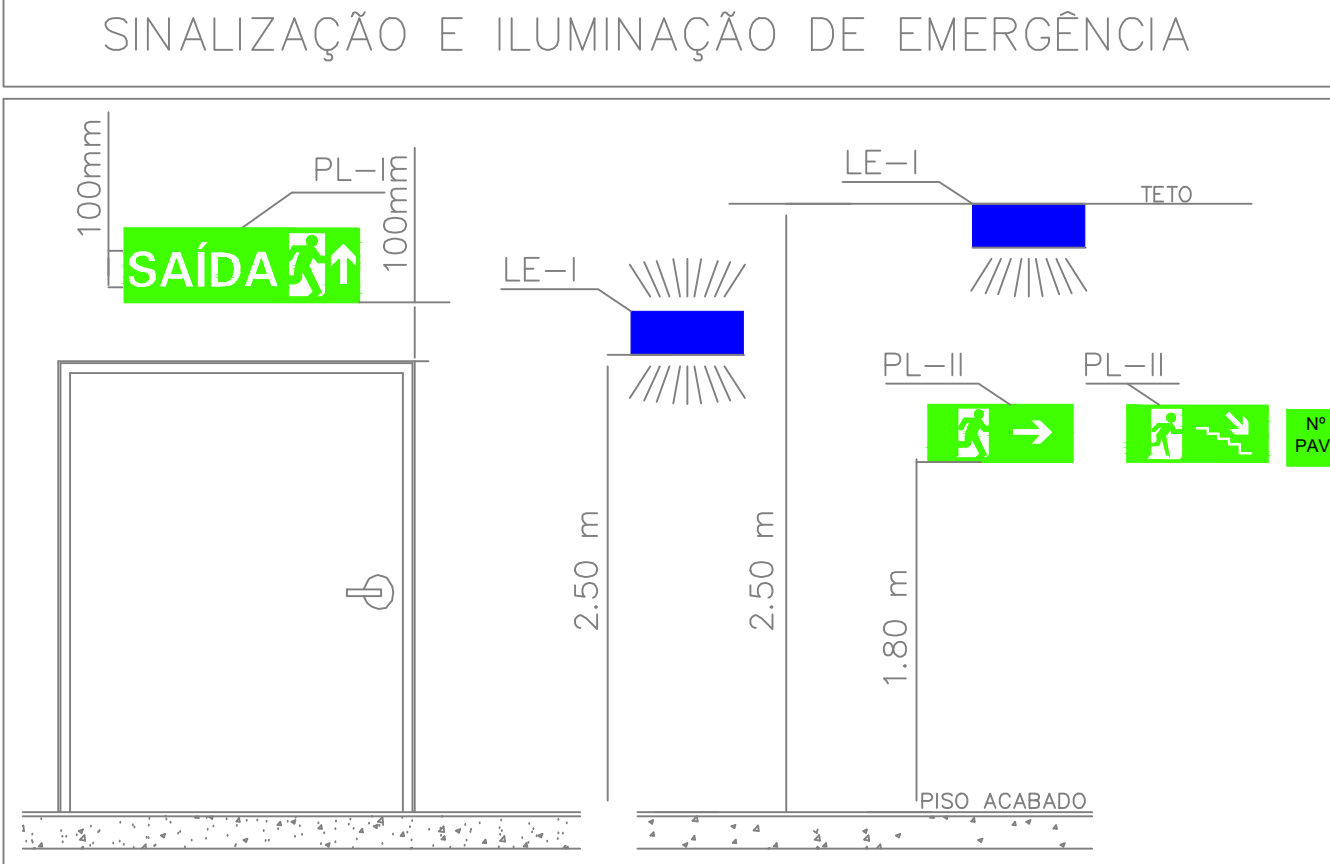 SINALIZAÇÃO E ILUMINAÇÃO DE EMERGÊNCIA
100mm
PL-I
100mm
SAÍDA
LE-I
2.50 m
LE-I
TETO
2.50 m
PL-II
PL-II
Nº
PAV
1.80 m
PISO ACABADO